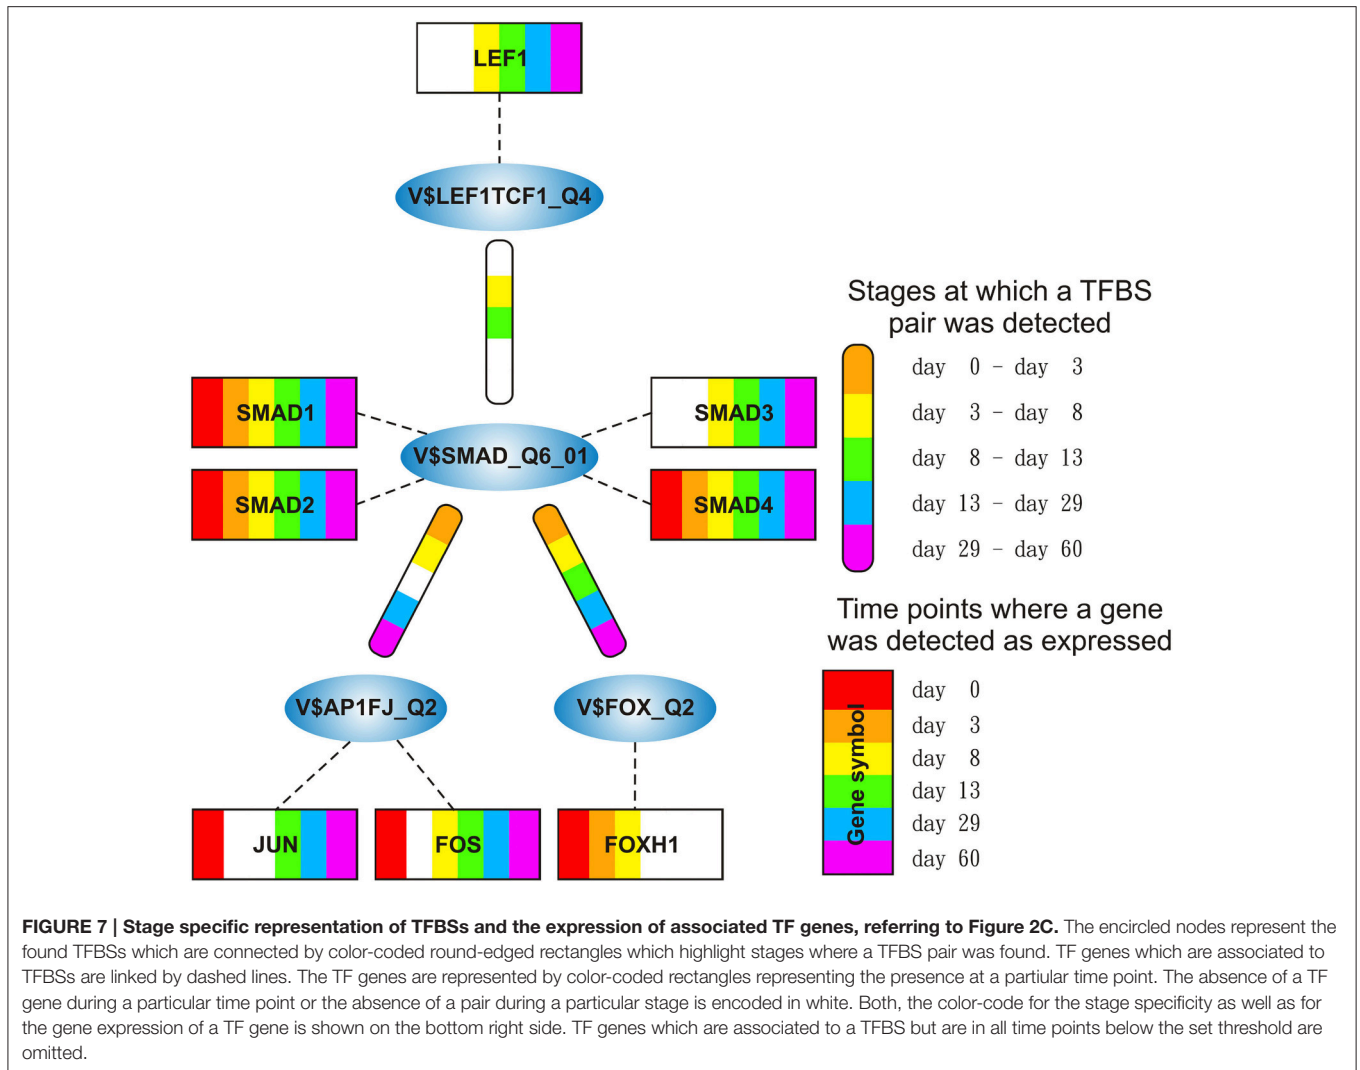 LEF1
V$LEF1TCF1_Q4
Stages at which a TFBS
pair was detected
day 0 - day 3
day 3 - day 8
day 8 - day 13
day 13 - day 29
day 29 - day 60
SMAD1
SMAD3
V$SMAD_Q6_01
SMAD2
SMAD4
Time points where a gene
was detected as expressed
Gene symbol
day 0
day 3
day 8
day 13
day 29
day 60
V$AP1FJ_Q2
V$FOX_Q2
JUN
FOS
FOXH1
FIGURE 7 | Stage specific representation of TFBSs and the expression of associated TF genes, referring to Figure 2C. The encircled nodes represent the
found TFBSs which are connected by color-coded round-edged rectangles which highlight stages where a TFBS pair was found. TF genes which are associated to
TFBSs are linked by dashed lines. The TF genes are represented by color-coded rectangles representing the presence at a partiular time point. The absence of a TF
gene during a particular time point or the absence of a pair during a particular stage is encoded in white. Both, the color-code for the stage specificity as well as for
the gene expression of a TF gene is shown on the bottom right side. TF genes which are associated to a TFBS but are in all time points below the set threshold are
omitted.